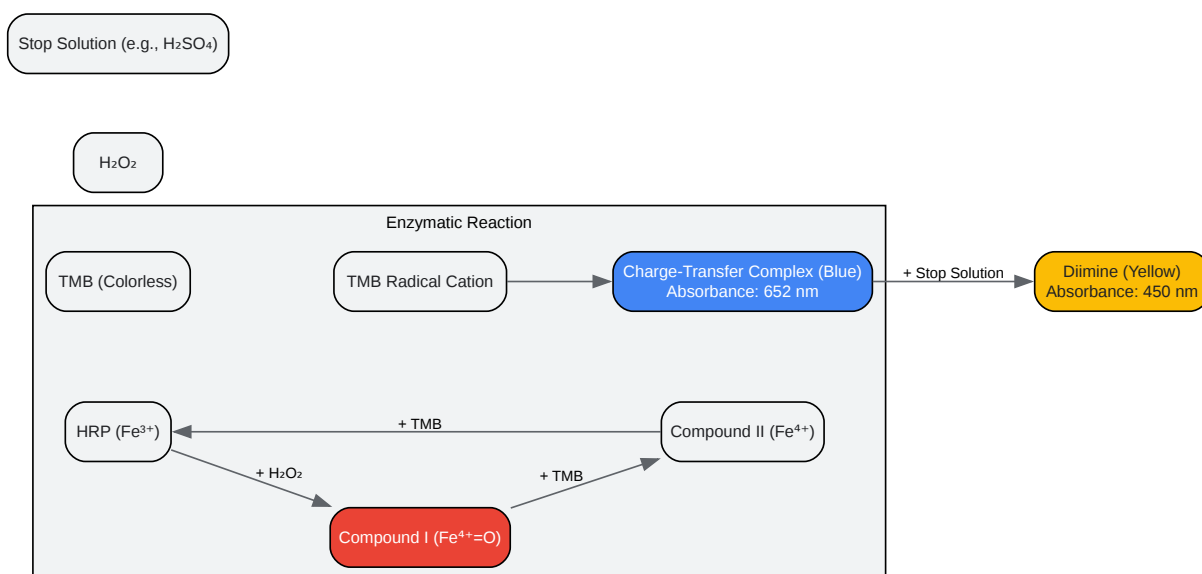 Stop Solution (e.g., H₂SO₄)
H₂O₂
Enzymatic Reaction
TMB (Colorless)
TMB Radical Cation
Charge-Transfer Complex (Blue)
Absorbance: 652 nm
+ Stop Solution
Diimine (Yellow)
Absorbance: 450 nm
HRP (Fe³⁺)
+ TMB
Compound II (Fe⁴⁺)
+ H₂O₂
+ TMB
Compound I (Fe⁴⁺=O)